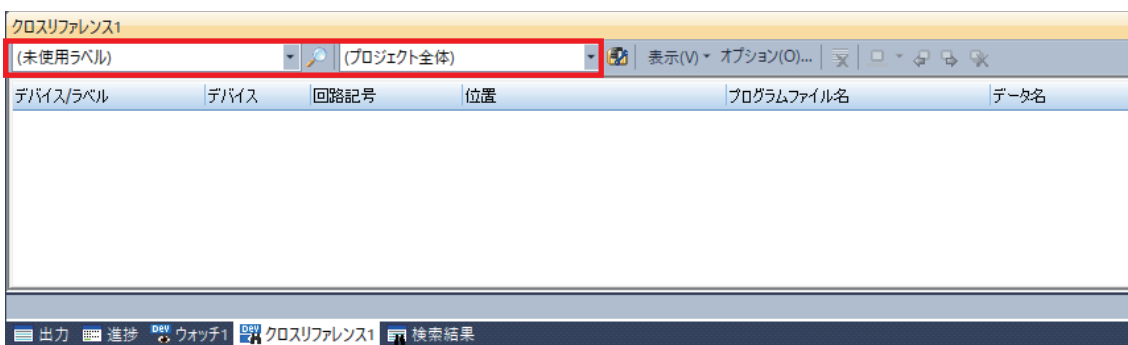 クロスリファレンス1
(未使用ラベル) (プロジェクト全体) 表示(V) オプション(O)...
デバイス/ラベル デバイス 回路記号 位置 プログラムファイル名 データ名
出力 進捗 ウォッチ1 クロスリファレンス1 検索結果